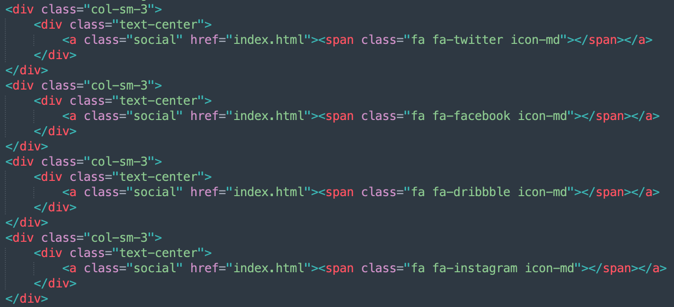 <div class="col-sm-3">
<div class="text-center">
<a class="social" href="index.html"><span class="fa fa-twitter icon-md"></span></a>
</div>
</div>
<div class="col-sm-3">
<div class="text-center">
<a class="social" href="index.html"><span class="fa fa-facebook icon-md"></span></a>
</div>
</div>
<div class="col-sm-3">
<div class="text-center">
<a class="social" href="index.html"><span class="fa fa-dribbble icon-md"></span></a>
</div>
</div>
<div class="col-sm-3">
<div class="text-center">
<a class="social" href="index.html"><span class="fa fa-instagram icon-md"></span></a>
</div>
</div>